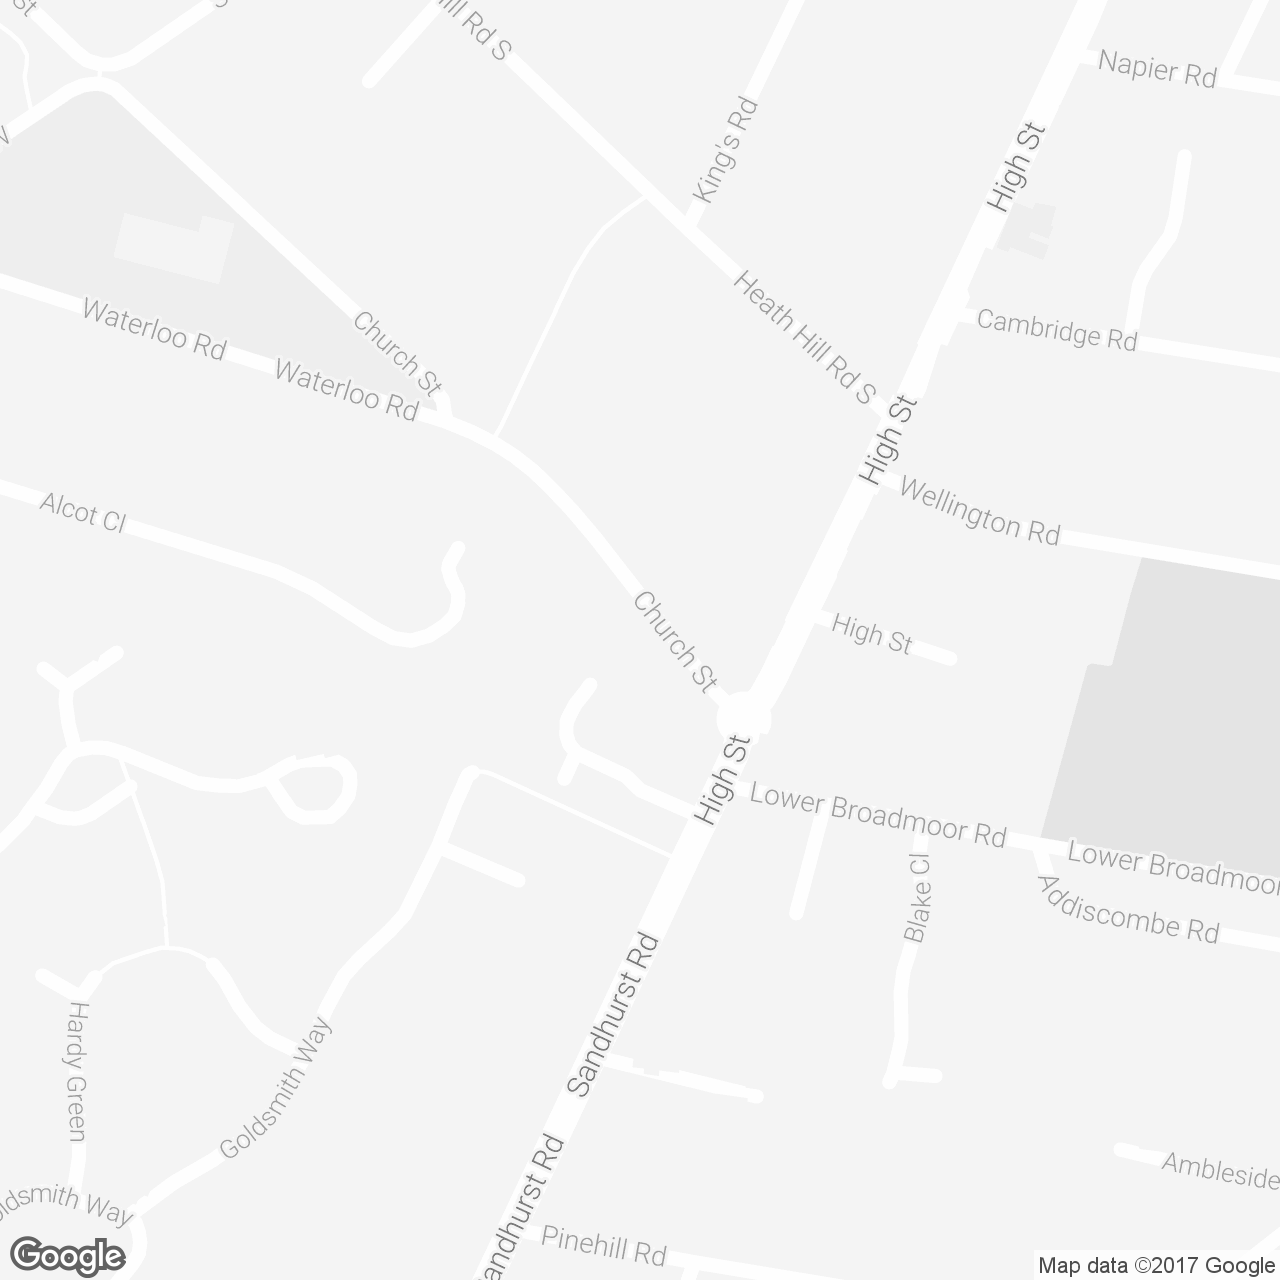 St
Hill Rd S
Napier Rd
King's Rd
High St
Heath Hill Rd S
Waterloo Rd
Church St
Cambridge Rd
Waterloo Rd
High St
Alcot Cl
Wellington Rd
Church St
High St
High St
Lower Broadmoor Rd
Lower Broadmoor
Blake Cl
Addiscombe Rd
Sandhurst Rd
Hardy Green
Goldsmith Way
Sandhurst Rd
Ambleside
Goldsmith Way
Pinehill Rd
Google
Map data ©2017 Google